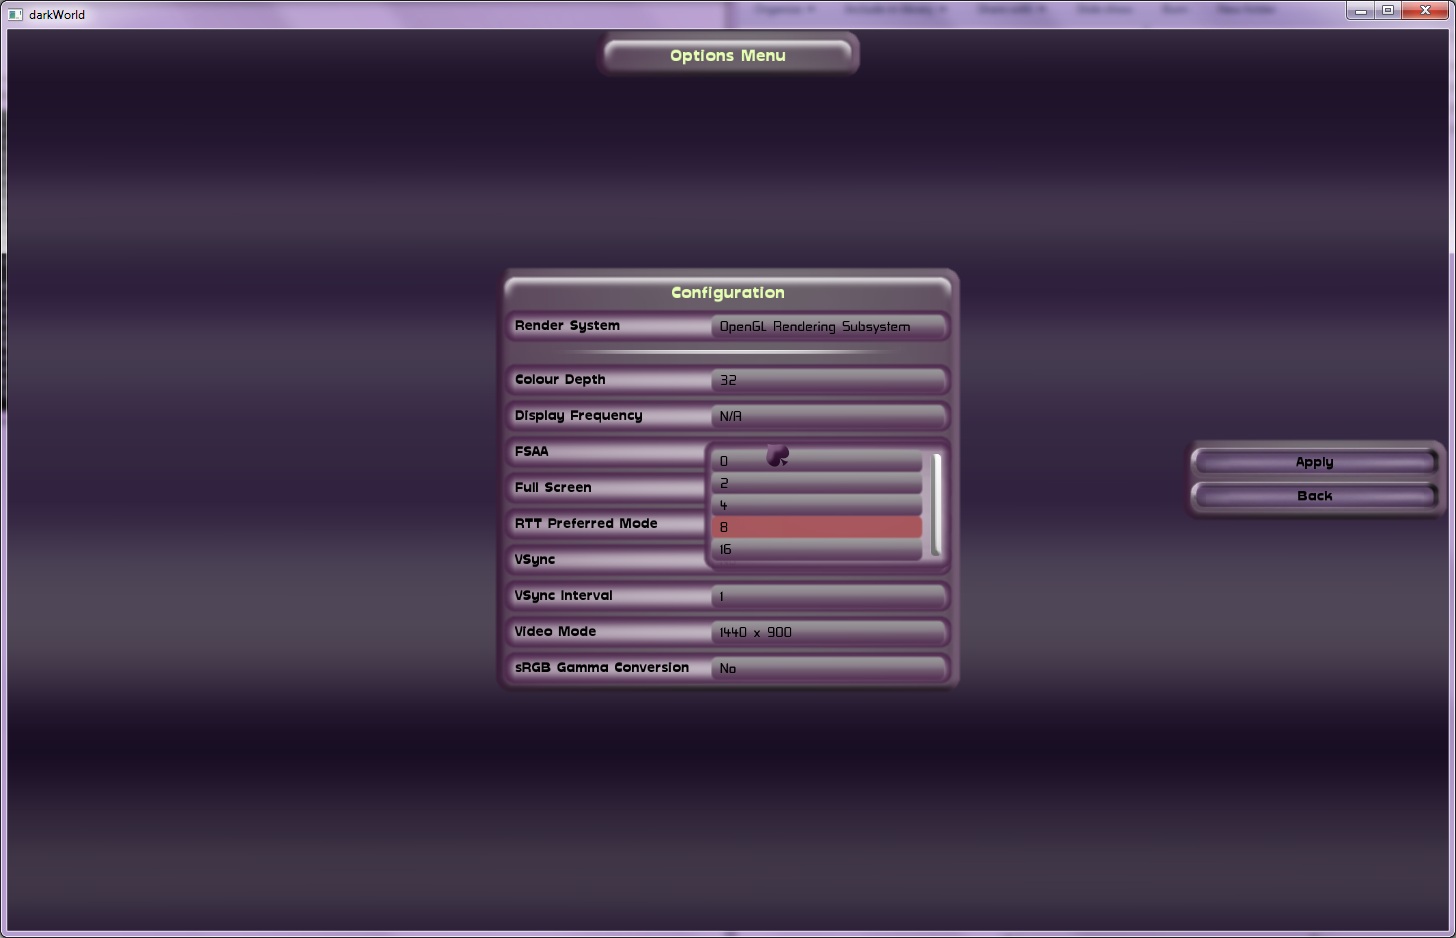 darkWorld
Options Menu
Configuration
Render System OpenGL Rendering Subsystem
Colour Depth 32
Display Frequency N/A
FSAA 0
2
Full Screen
4
RTT Preferred Mode 8
16
VSync
VSync Interval 1
Video Mode 1440 x 900
sRGB Gamma Conversion No
Apply
Back